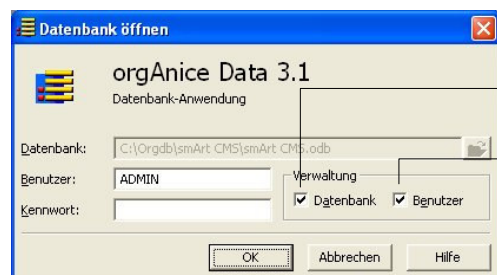 Datenbank öffnen
orgAnice Data 3.1
Datenbank-Anwendung
Datenbank: C:\Orgdb\smArt CMS\smArt CMS.odb
Benutzer: ADMIN
Verwaltung
Datenbank Benutzer
Kennwort:
OK Abbrechen Hilfe